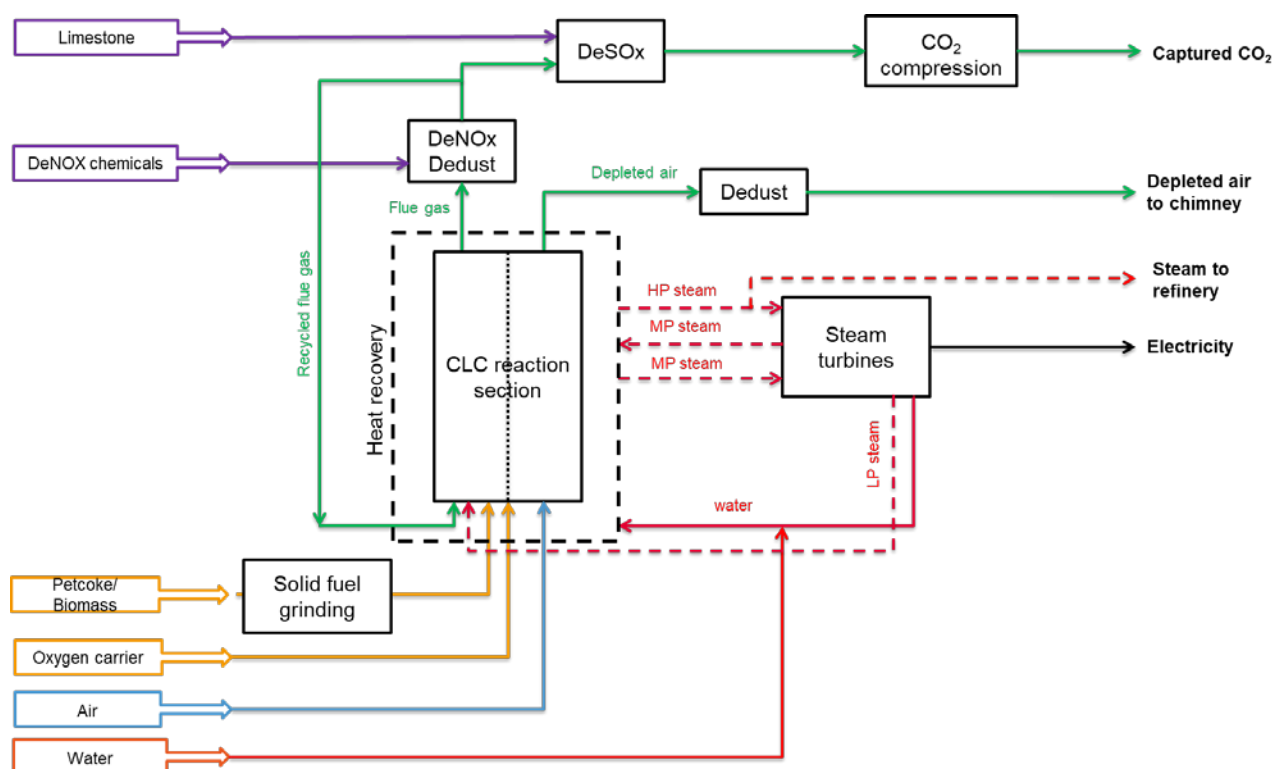 Limestone
DeSOx
CO₂
compression
Captured CO₂
DeNOX chemicals
DeNOx
Dedust
Depleted air
Dedust
Depleted air
to chimney
Flue gas
Recycled flue gas
Heat recovery
CLC reaction
section
HP steam
MP steam
MP steam
Steam
turbines
Steam to
refinery
Electricity
LP steam
water
Petcoke/
Biomass
Solid fuel
grinding
Oxygen carrier
Air
Water